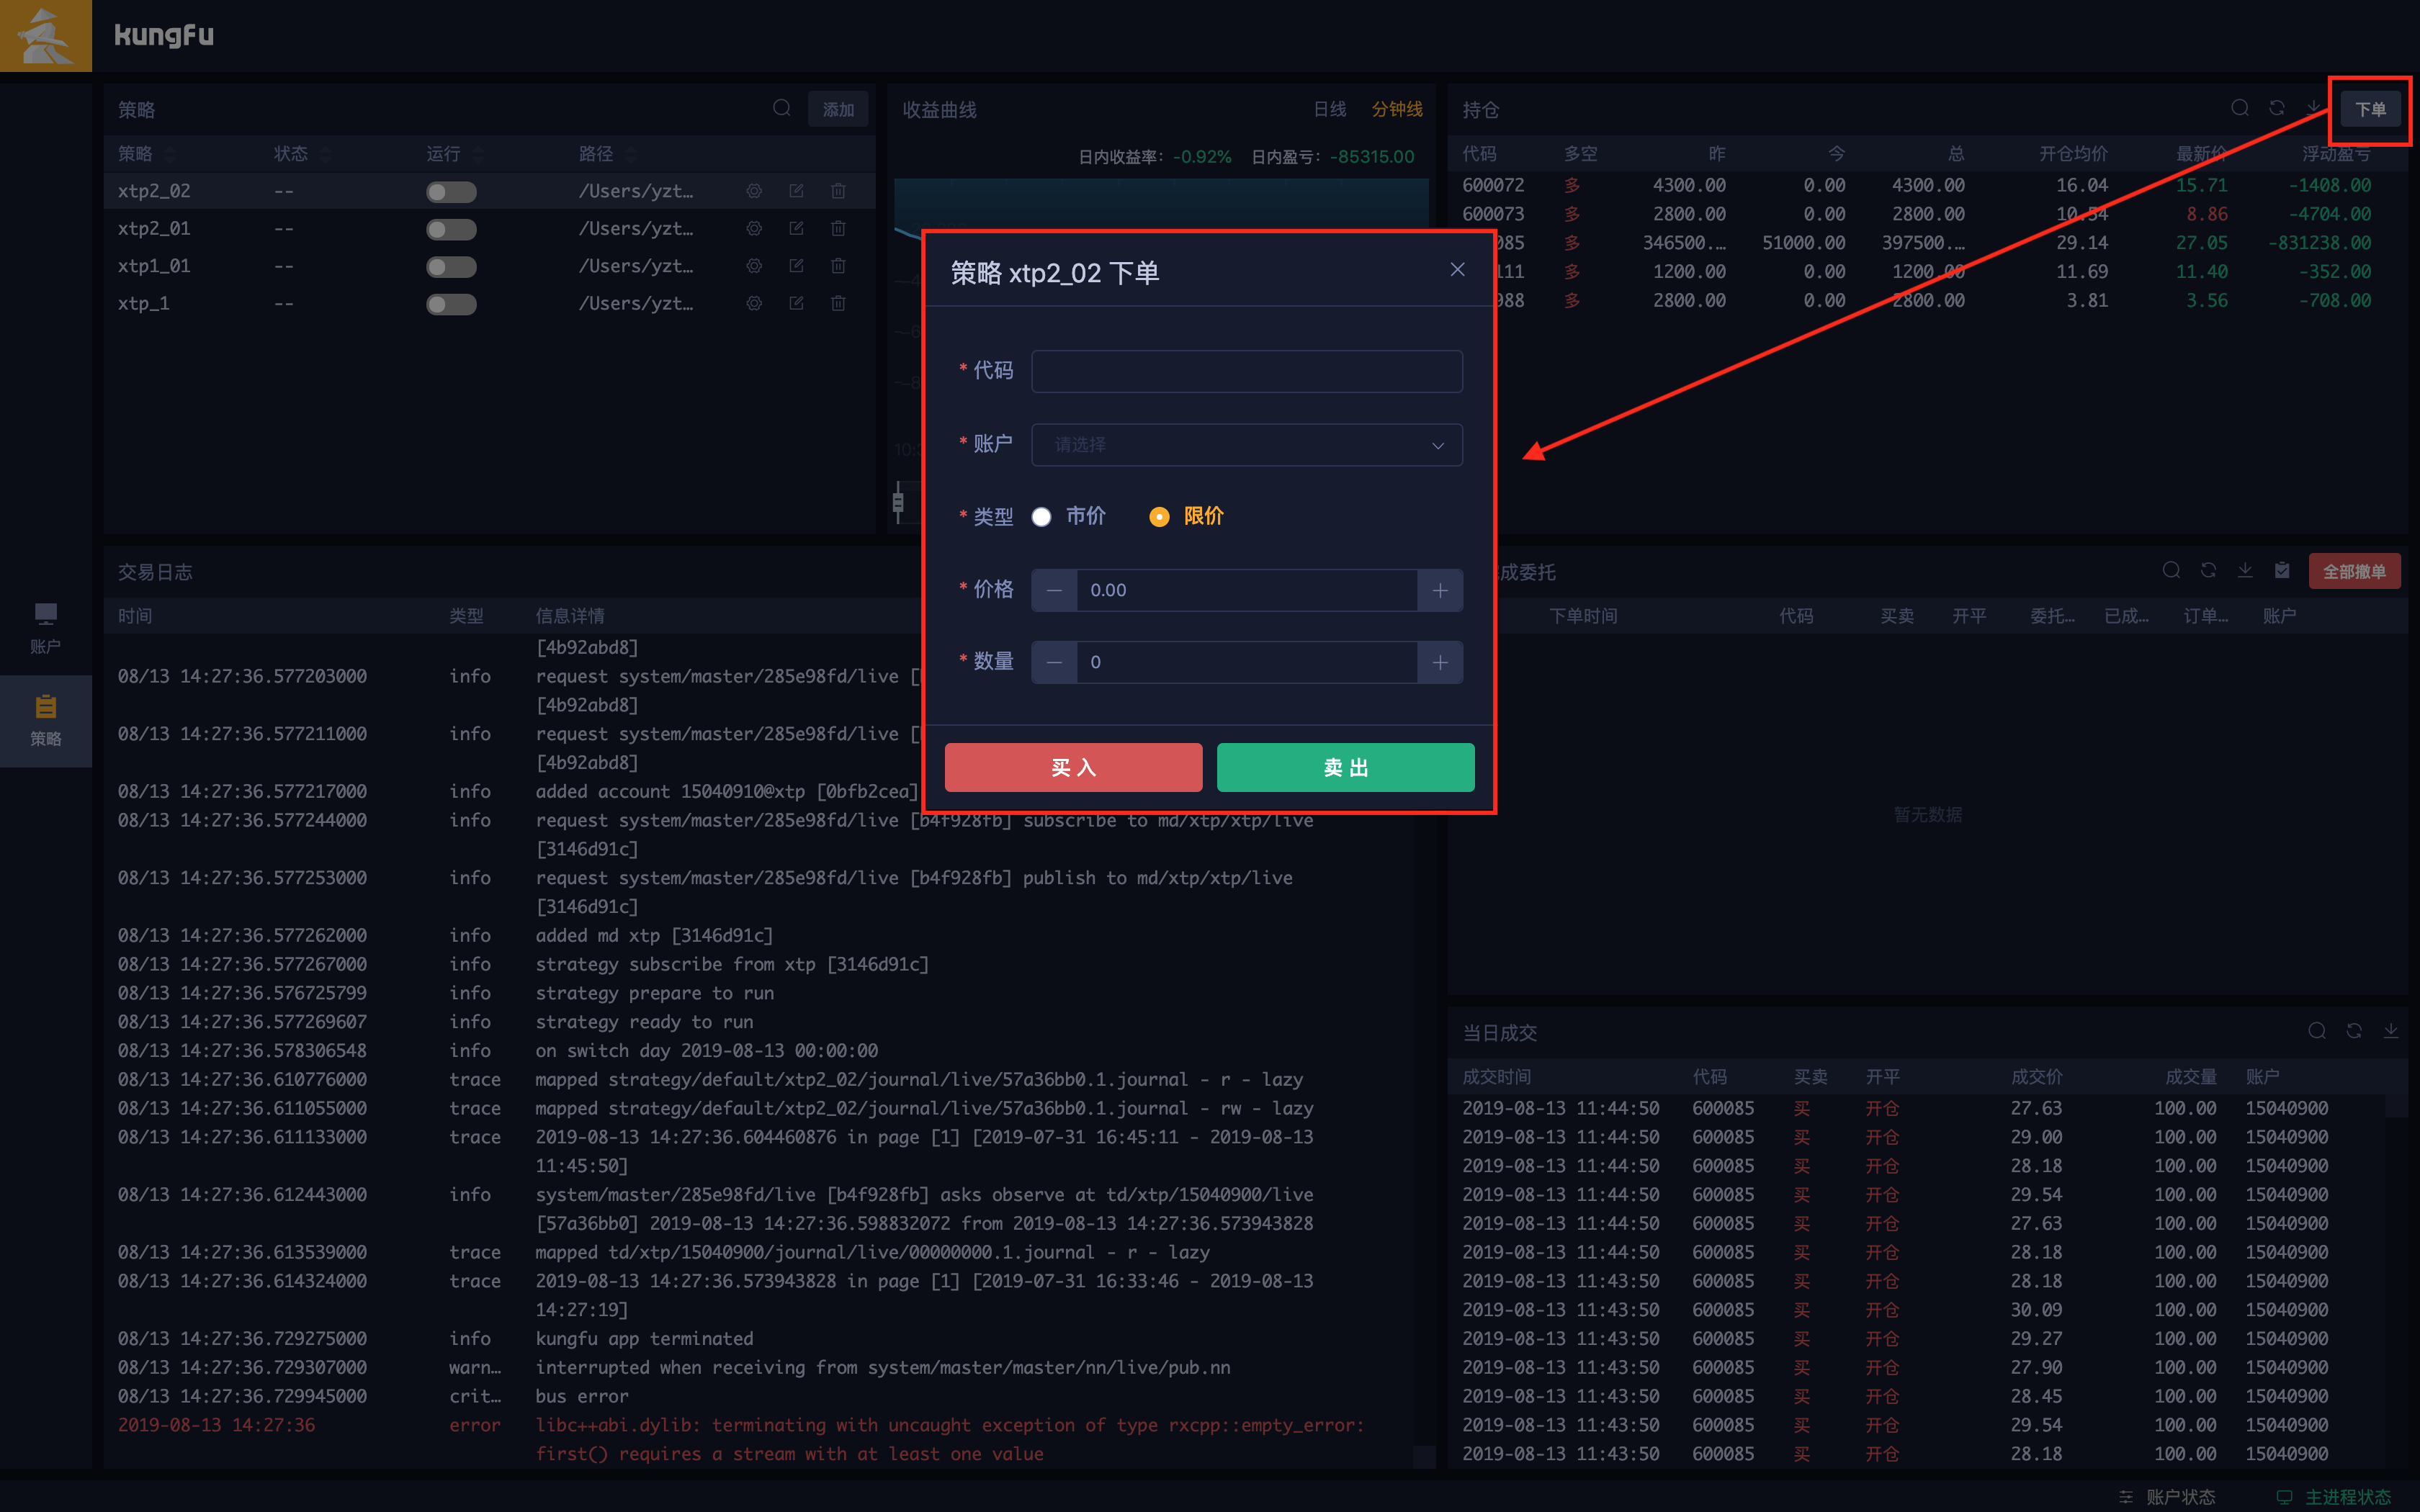 kungfu
策略
添加
策略 状态 运行 路径
xtp2_02 -- /Users/yzt...
xtp2_01 -- /Users/yzt...
xtp1_01 -- /Users/yzt...
xtp_1 -- /Users/yzt...
收益曲线 日线 分钟线
日内收益率: -0.92% 日内盈亏: -85315.00
持仓
下单
代码 多空 昨 今 总 开仓均价 最新价 浮动盈亏
600072 多 4300.00 0.00 4300.00 16.04 15.71 -1408.00
600073 多 2800.00 0.00 2800.00 10.54 8.86 -4704.00
085 多 346500.... 51000.00 397500.... 29.14 27.05 -831238.00
111 多 1200.00 0.00 1200.00 11.69 11.40 -352.00
988 多 2800.00 0.00 2800.00 3.81 3.56 -708.00
策略 xtp2_02 下单
* 代码
* 账户 请选择
* 类型 市价 限价
* 价格 0.00
* 数量 0
买 入 卖 出
账户
策略
交易日志
时间 类型 信息详情
[4b92abd8]
08/13 14:27:36.577203000 info request system/master/285e98fd/live [
[4b92abd8]
08/13 14:27:36.577211000 info request system/master/285e98fd/live [
[4b92abd8]
08/13 14:27:36.577217000 info added account 15040910@xtp [0bfb2cea]
08/13 14:27:36.577244000 info request system/master/285e98fd/live [b4f928fb] subscribe to md/xtp/xtp/live
[3146d91c]
08/13 14:27:36.577253000 info request system/master/285e98fd/live [b4f928fb] publish to md/xtp/xtp/live
[3146d91c]
08/13 14:27:36.577262000 info added md xtp [3146d91c]
08/13 14:27:36.577267000 info strategy subscribe from xtp [3146d91c]
08/13 14:27:36.576725799 info strategy prepare to run
08/13 14:27:36.577269607 info strategy ready to run
08/13 14:27:36.578306548 info on switch day 2019-08-13 00:00:00
08/13 14:27:36.610776000 trace mapped strategy/default/xtp2_02/journal/live/57a36bb0.1.journal - r - lazy
08/13 14:27:36.611055000 trace mapped strategy/default/xtp2_02/journal/live/57a36bb0.1.journal - rw - lazy
08/13 14:27:36.611133000 trace 2019-08-13 14:27:36.604460876 in page [1] [2019-07-31 16:45:11 - 2019-08-13
11:45:50]
08/13 14:27:36.612443000 info system/master/285e98fd/live [b4f928fb] asks observe at td/xtp/15040900/live
[57a36bb0] 2019-08-13 14:27:36.598832072 from 2019-08-13 14:27:36.573943828
08/13 14:27:36.613539000 trace mapped td/xtp/15040900/journal/live/00000000.1.journal - r - lazy
08/13 14:27:36.614324000 trace 2019-08-13 14:27:36.573943828 in page [1] [2019-07-31 16:33:46 - 2019-08-13
14:27:19]
08/13 14:27:36.729275000 info kungfu app terminated
08/13 14:27:36.729307000 warn... interrupted when receiving from system/master/master/nn/live/pub.nn
08/13 14:27:36.729945000 crit... bus error
2019-08-13 14:27:36 error libc++abi.dylib: terminating with uncaught exception of type rxcpp::empty_error:
first() requires a stream with at least one value
成委托
全部撤单
下单时间 代码 买卖 开平 委托... 已成... 订单... 账户
暂无数据
当日成交
成交时间 代码 买卖 开平 成交价 成交量 账户
2019-08-13 11:44:50 600085 买 开仓 27.63 100.00 15040900
2019-08-13 11:44:50 600085 买 开仓 29.00 100.00 15040900
2019-08-13 11:44:50 600085 买 开仓 28.18 100.00 15040900
2019-08-13 11:44:50 600085 买 开仓 29.54 100.00 15040900
2019-08-13 11:44:50 600085 买 开仓 27.63 100.00 15040900
2019-08-13 11:44:50 600085 买 开仓 28.18 100.00 15040900
2019-08-13 11:43:50 600085 买 开仓 28.18 100.00 15040900
2019-08-13 11:43:50 600085 买 开仓 30.09 100.00 15040900
2019-08-13 11:43:50 600085 买 开仓 29.27 100.00 15040900
2019-08-13 11:43:50 600085 买 开仓 27.90 100.00 15040900
2019-08-13 11:43:50 600085 买 开仓 28.45 100.00 15040900
2019-08-13 11:43:50 600085 买 开仓 29.54 100.00 15040900
2019-08-13 11:43:50 600085 买 开仓 28.18 100.00 15040900
账户状态 主进程状态